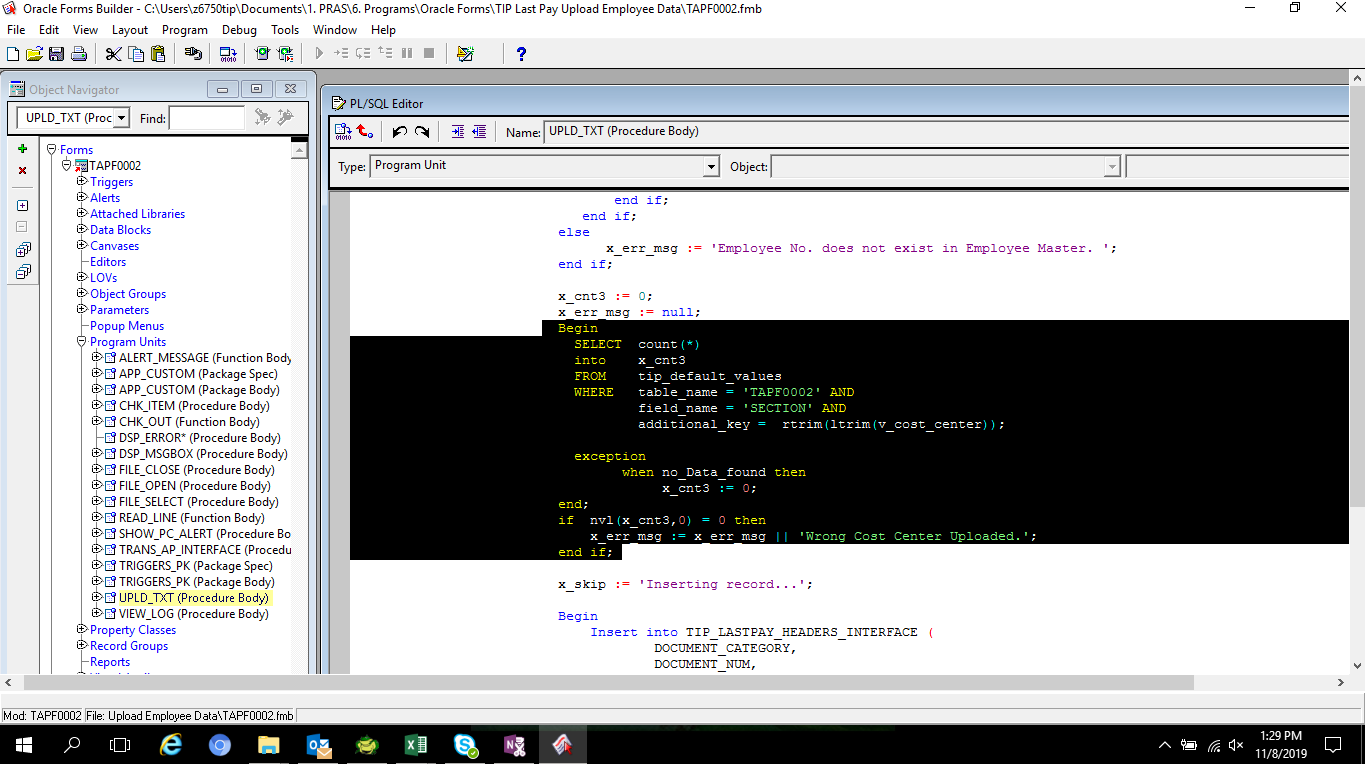 Oracle Forms Builder - C:\Users\z6750tip\Documents\1. PRAS\6. Programs\Oracle Forms\TIP Last Pay Upload Employee Data\TAPF0002.fmb
File Edit View Layout Program Debug Tools Window Help
Object Navigator
UPLD_TXT (Proc Find:
Forms
TAPF0002
Triggers
Alerts
Attached Libraries
Data Blocks
Canvases
Editors
LOVs
Object Groups
Parameters
Popup Menus
Program Units
ALERT_MESSAGE (Function Body
APP_CUSTOM (Package Spec)
APP_CUSTOM (Package Body)
CHK_ITEM (Procedure Body)
CHK_OUT (Function Body)
DSP_ERROR* (Procedure Body)
DSP_MSGBOX (Procedure Body)
FILE_CLOSE (Procedure Body)
FILE_OPEN (Procedure Body)
FILE_SELECT (Procedure Body)
READ_LINE (Function Body)
SHOW_PC_ALERT (Procedure Bo
TRANS_AP_INTERFACE (Procedu
TRIGGERS_PK (Package Spec)
TRIGGERS_PK (Package Body)
UPLD_TXT (Procedure Body)
VIEW_LOG (Procedure Body)
Property Classes
Record Groups
Reports
PL/SQL Editor
Name: UPLD_TXT (Procedure Body)
Type: Program Unit Object:
end if;
end if;
else
x_err_msg := 'Employee No. does not exist in Employee Master. ';
end if;
x_cnt3 := 0;
x_err_msg := null;
Begin
SELECT count(*)
into x_cnt3
FROM tip_default_values
WHERE table_name = 'TAPF0002' AND
field_name = 'SECTION' AND
additional_key = rtrim(ltrim(v_cost_center));
exception
when no_Data_found then
x_cnt3 := 0;
end;
if nvl(x_cnt3,0) = 0 then
x_err_msg := x_err_msg || 'Wrong Cost Center Uploaded.';
end if;
x_skip := 'Inserting record...';
Begin
Insert into TIP_LASTPAY_HEADERS_INTERFACE (
DOCUMENT_CATEGORY,
DOCUMENT_NUM,
Mod: TAPF0002 File: Upload Employee Data\TAPF0002.fmb
1:29 PM
11/8/2019